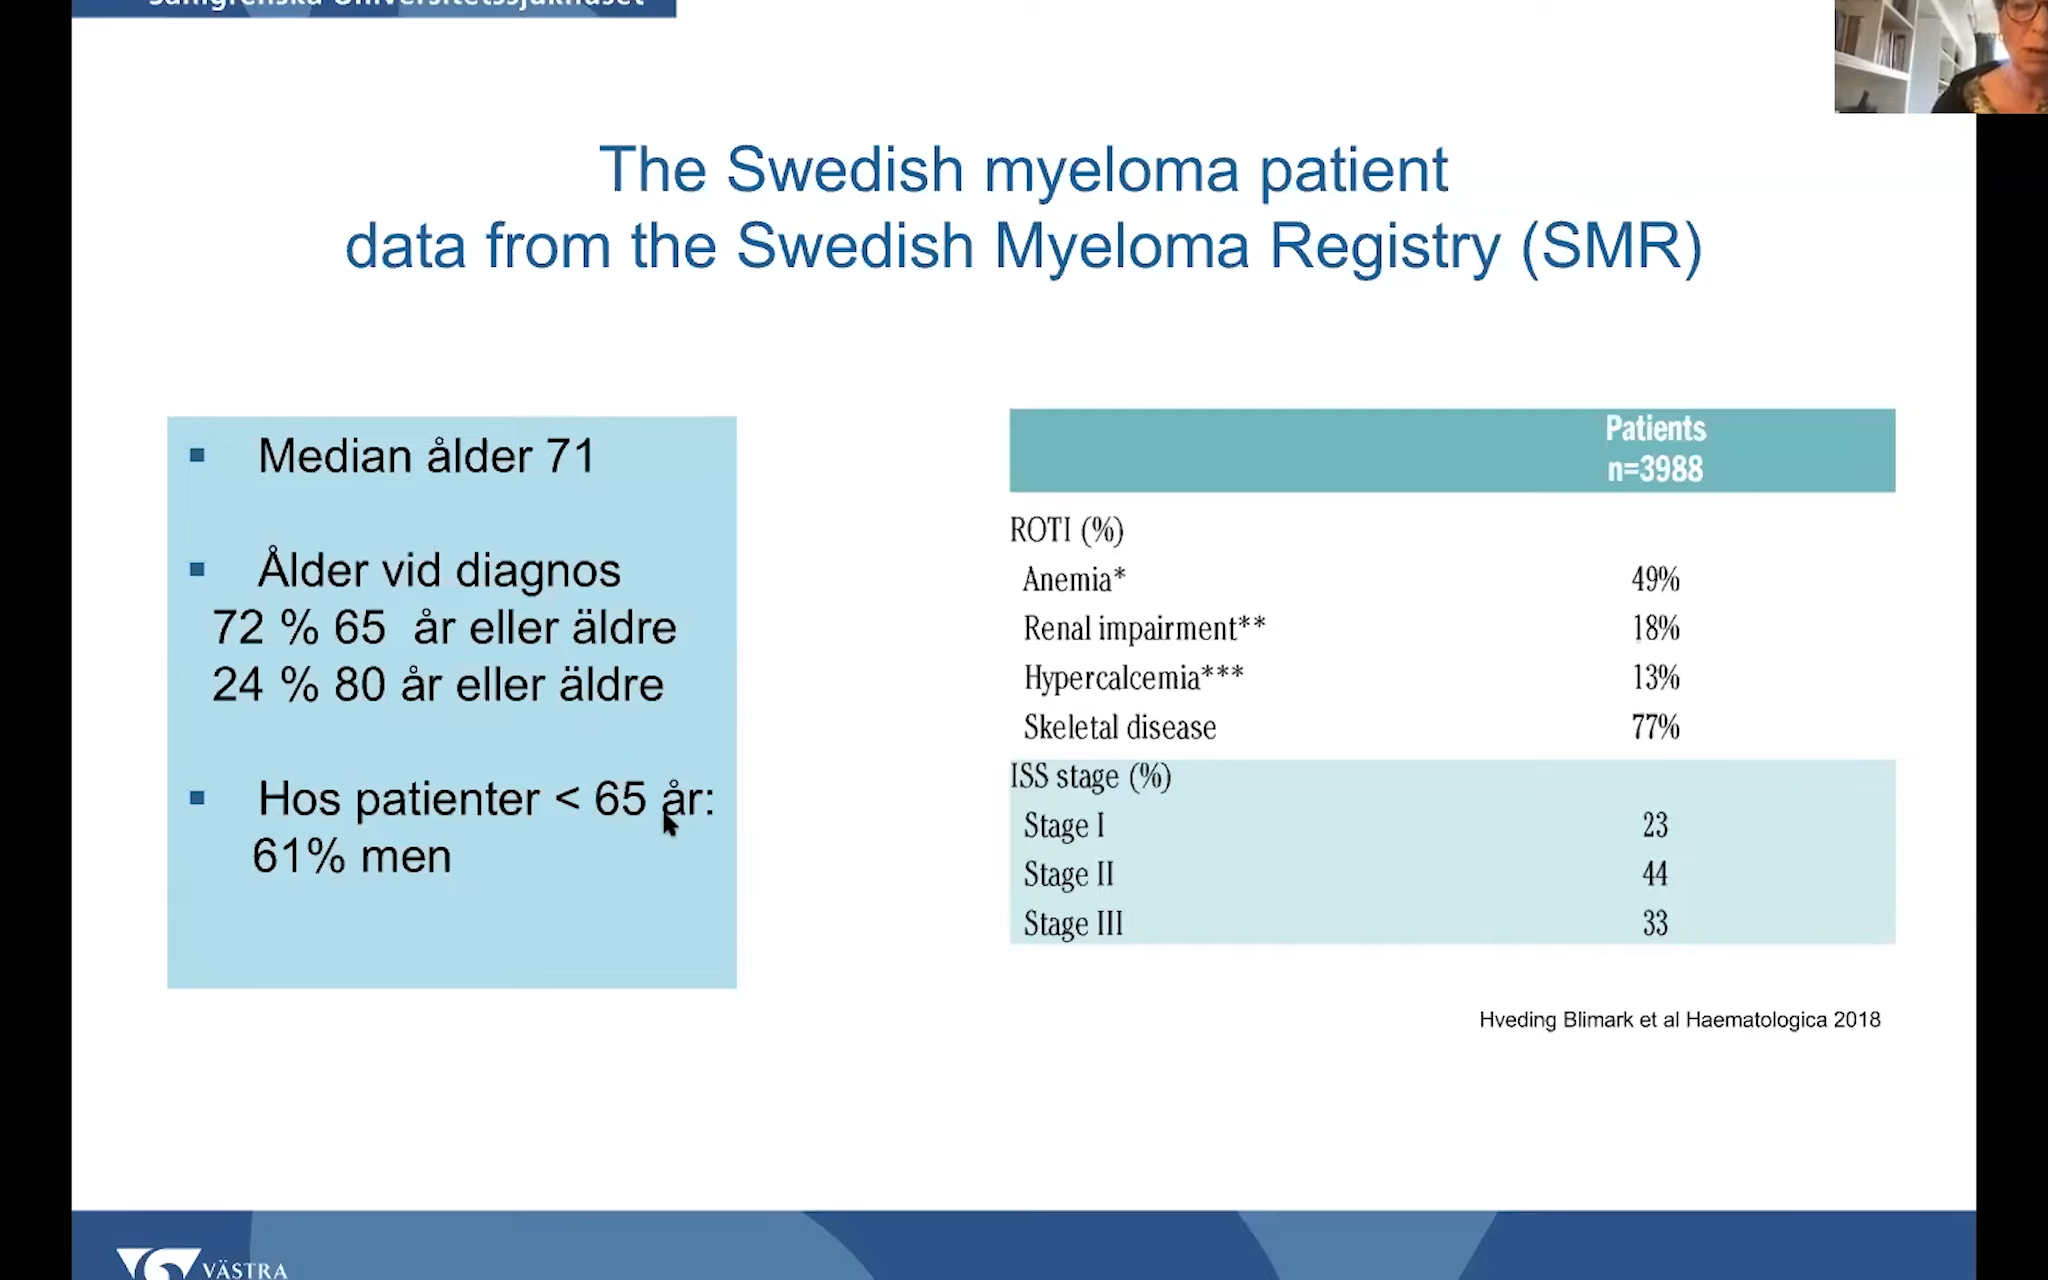 Sahlgrenska Universitetssjukhuset
The Swedish myeloma patient
data from the Swedish Myeloma Registry (SMR)
▪ Median ålder 71
▪ Ålder vid diagnos
72 % 65 år eller äldre
24 % 80 år eller äldre
▪ Hos patienter < 65 år:
61% men
Patients
n=3988
ROTI (%)
Anemia* 49%
Renal impairment** 18%
Hypercalcemia*** 13%
Skeletal disease 77%
ISS stage (%)
Stage I 23
Stage II 44
Stage III 33
Hveding Blimark et al Haematologica 2018
VÄSTRA